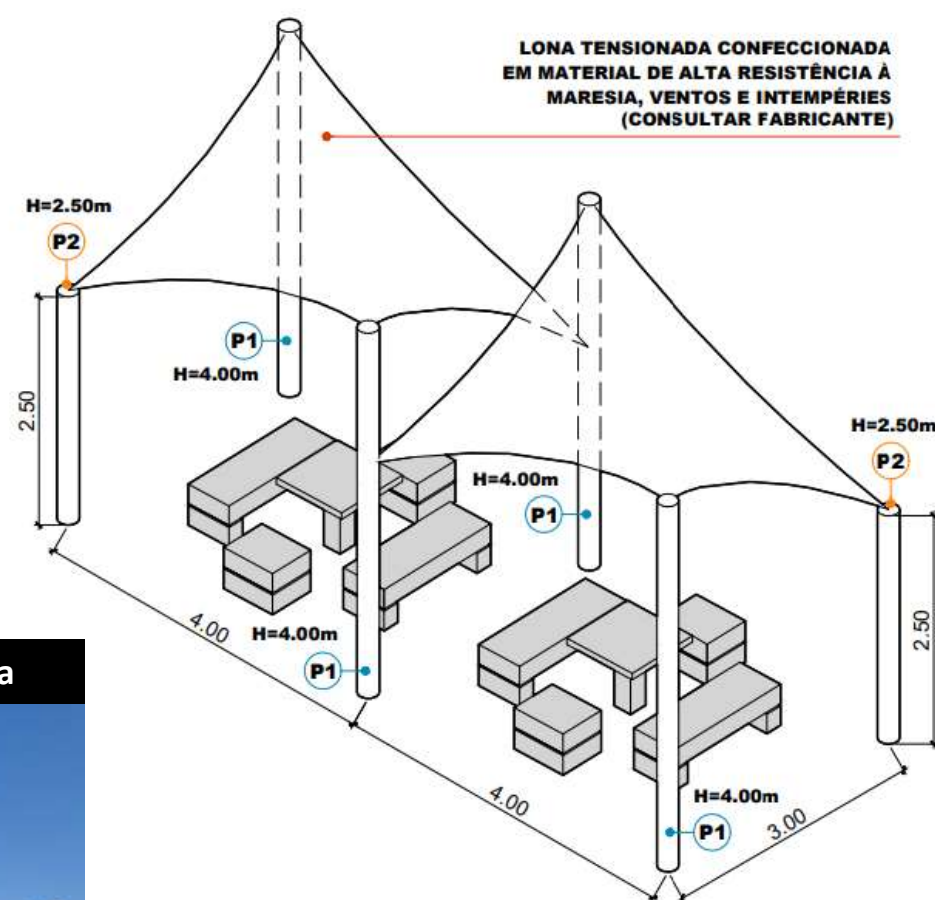 LONA TENSIONADA CONFECCIONADA
EM MATERIAL DE ALTA RESISTÊNCIA À
MARESIA, VENTOS E INTEMPÉRIES
(CONSULTAR FABRICANTE)
H=2.50m
P2
P1
H=4.00m
2.50
H=2.50m
P2
H=4.00m
P1
2.50
4.00
H=4.00m
P1
a
4.00
H=4.00m
P1
3.00